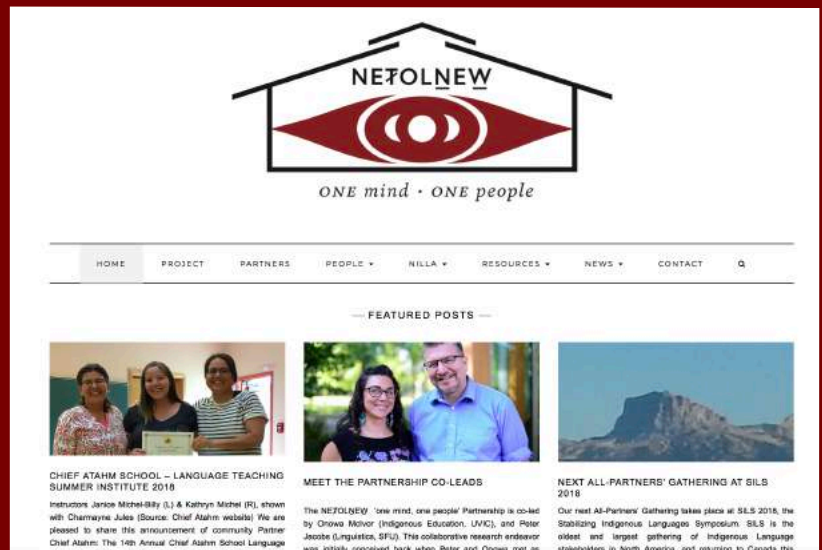 NEȾOLṈEW̱
ONE mind · ONE people
HOME PROJECT PARTNERS PEOPLE NILLA RESOURCES NEWS CONTACT
— FEATURED POSTS —
CHIEF ATAHM SCHOOL – LANGUAGE TEACHING
SUMMER INSTITUTE 2018
Instructors Janice Michel-Billy (L) & Kathryn Michel (R), shown
with Charmayne Jules (Source: Chief Atahm website) We are
pleased to share this announcement of community Partner
Chief Atahm: The 14th Annual Chief Atahm School Language
MEET THE PARTNERSHIP CO-LEADS
The NEȾOLṈEW̱ 'one mind, one people' Partnership is co-led
by Onowa McIvor (Indigenous Education, UVIC), and Peter
Jacobs (Linguistics, SFU). This collaborative research endeavor
was initially conceived back when Peter and Onowa met as
NEXT ALL-PARTNERS' GATHERING AT SILS
2018
Our next All-Partners' Gathering takes place at SILS 2018, the
Stabilizing Indigenous Languages Symposium. SILS is the
oldest and largest gathering of Indigenous Language
stakeholders in North America, and returning to Canada this